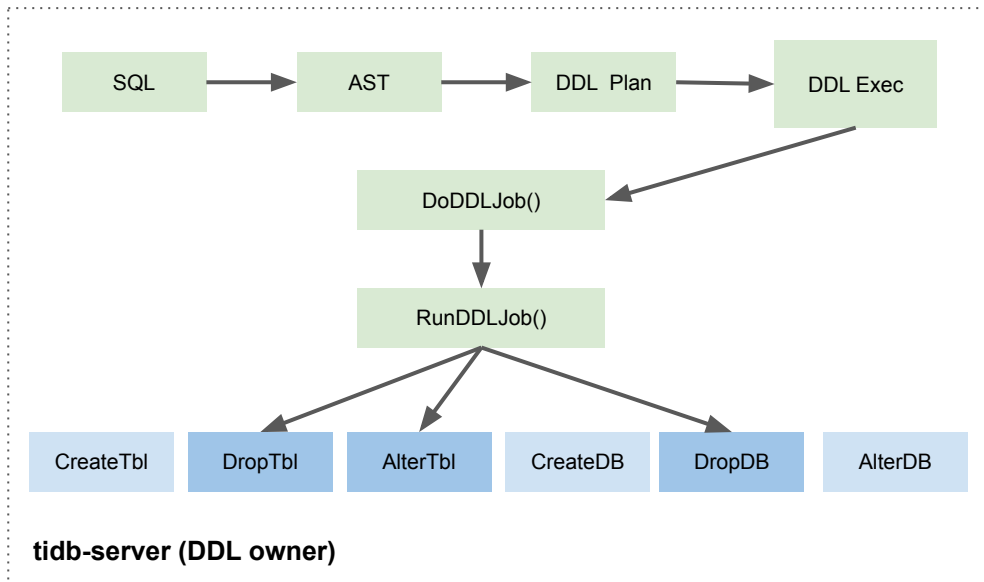 SQL
AST
DDL  Plan
DDL Exec
DoDDLJob()
RunDDLJob()
CreateTbl
DropTbl
AlterTbl
CreateDB
DropDB
AlterDB
tidb-server (DDL owner)